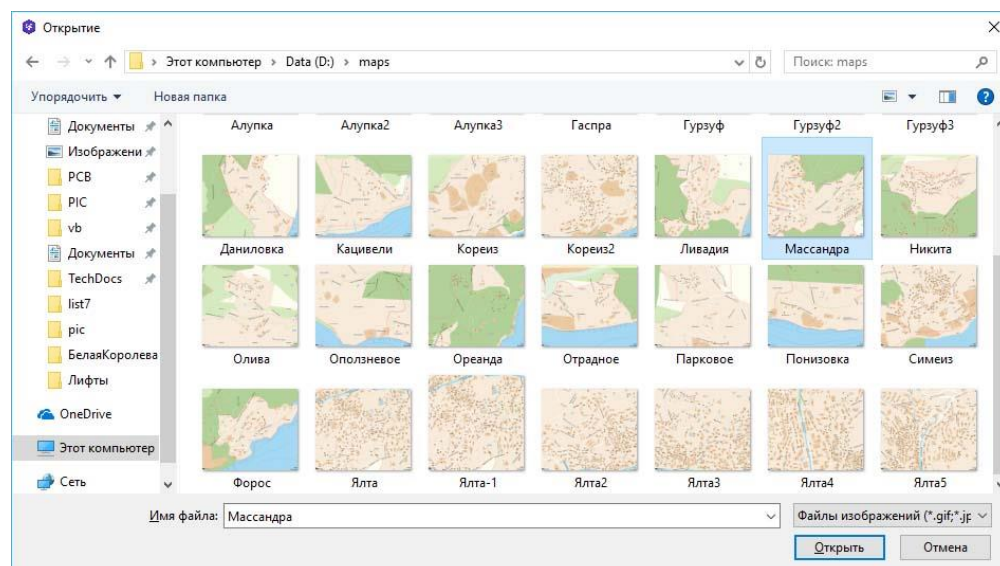 Открытие
Этот компьютер > Data (D:) > maps
Поиск: maps
Упорядочить Новая папка
Документы
Изображени
PCB
PIC
vb
Документы
TechDocs
list7
pic
БелаяКоролева
Лифты
OneDrive
Этот компьютер
Сеть
Алупка Алупка2 Алупка3 Гаспра Гурзуф Гурзуф2 Гурзуф3
Даниловка Кацивели Кореиз Кореиз2 Ливадия Массандра Никита
Олива Оползневое Ореанда Отрадное Парковое Понизовка Симеиз
Форос Ялта Ялта-1 Ялта2 Ялта3 Ялта4 Ялта5
Имя файла: Массандра Файлы изображений (*.gif;*.jp
Открыть Отмена